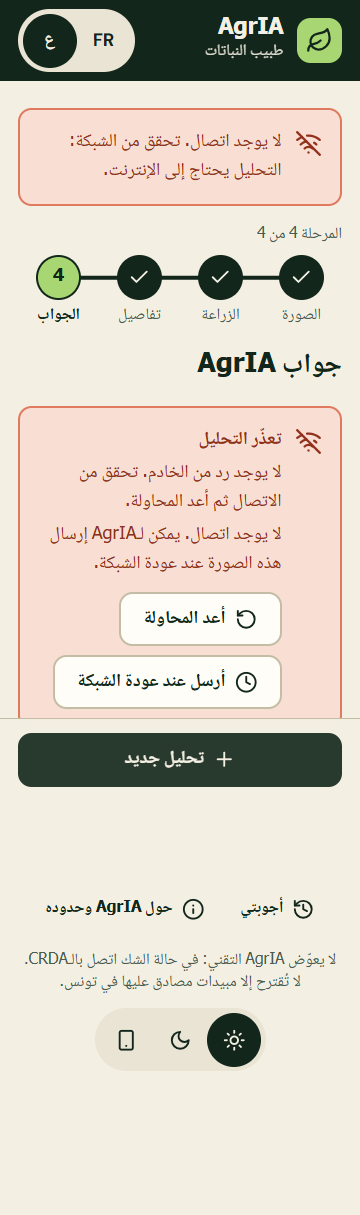 AgrIA
طبيب النباتات
FR
ع
لا يوجد اتصال. تحقق من الشبكة:
التحليل يحتاج إلى الإنترنت.
المرحلة 4 من 4
4
الصورة
الزراعة
تفاصيل
الجواب
جواب AgrIA
تعذّر التحليل
لا يوجد رد من الخادم. تحقق من
الاتصال ثم أعد المحاولة.
لا يوجد اتصال. يمكن لـAgrIA إرسال
هذه الصورة عند عودة الشبكة.
أعد المحاولة
أرسل عند عودة الشبكة
تحليل جديد
أجوبتي
حول AgrIA وحدوده
لا يعوّض AgrIA التقني: في حالة الشك اتصل بالـCRDA.
لا تُقترح إلا مبيدات مصادق عليها في تونس.